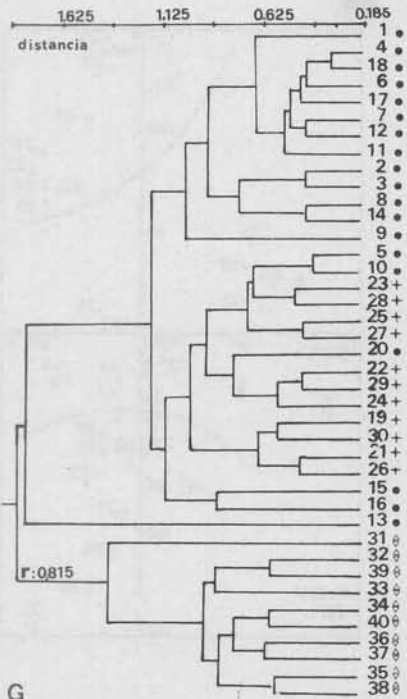 1.625 1.125 0.625 0.185
distancia
1 ●
4 ●
18 ●
6 ●
17 ●
7 ●
12 ●
11 ●
2 ●
3 ●
8 ●
14 ●
9 ●
5 ●
10 ●
23 +
28 +
25 +
27 +
20 ●
22 +
29 +
24 +
19 +
30 +
21 +
26 +
15 ●
16 ●
13 ●
31 θ
r:0,815
32 θ
39 θ
33 θ
34 θ
40 θ
36 θ
37 θ
35 θ
38 θ
G